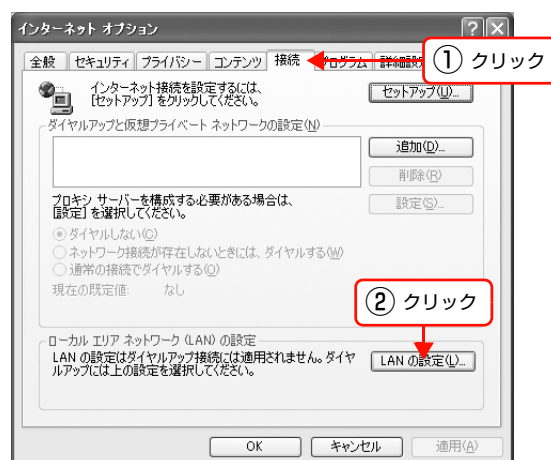 インターネット オプション
全般 セキュリティ プライバシー コンテンツ 接続 プログラム 詳細設定
① クリック
インターネット接続を設定するには、
[セットアップ] をクリックしてください。
セットアップ(U)...
ダイヤルアップと仮想プライベート ネットワークの設定(N)
追加(D)...
削除(R)
プロキシ サーバーを構成する必要がある場合は、
[設定] を選択してください。
設定(S)...
ダイヤルしない(C)
ネットワーク接続が存在しないときには、ダイヤルする(W)
通常の接続でダイヤルする(O)
現在の既定値: なし
② クリック
ローカル エリア ネットワーク (LAN) の設定
LAN の設定はダイヤルアップ接続には適用されません。ダイヤ
ルアップには上の設定を選択してください。
LAN の設定(L)...
OK キャンセル 適用(A)